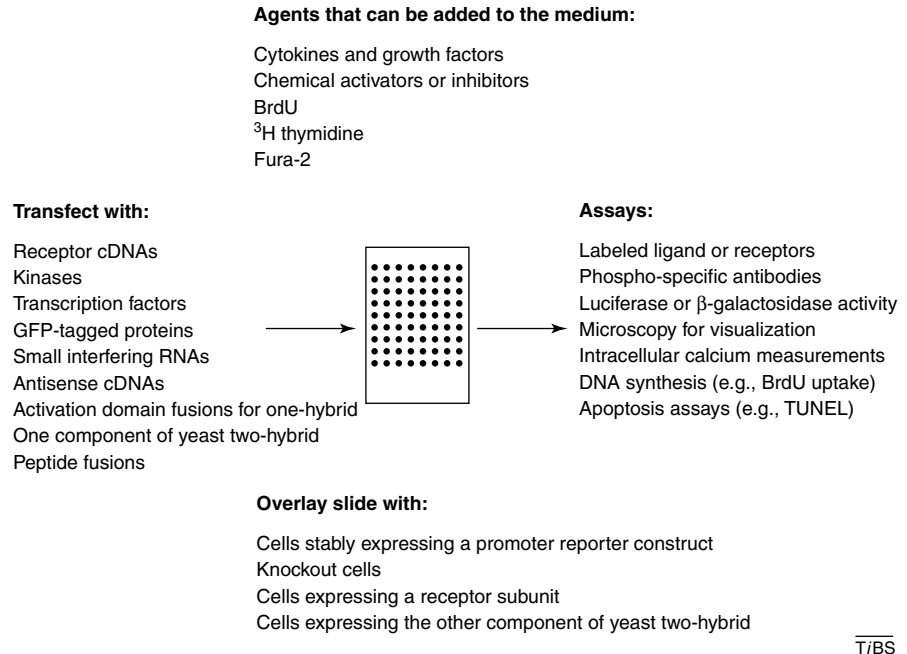 Agents that can be added to the medium:
Cytokines and growth factors
Chemical activators or inhibitors
BrdU
³H thymidine
Fura-2
Transfect with:
Receptor cDNAs
Kinases
Transcription factors
GFP-tagged proteins
Small interfering RNAs
Antisense cDNAs
Activation domain fusions for one-hybrid
One component of yeast two-hybrid
Peptide fusions
Assays:
Labeled ligand or receptors
Phospho-specific antibodies
Luciferase or β-galactosidase activity
Microscopy for visualization
Intracellular calcium measurements
DNA synthesis (e.g., BrdU uptake)
Apoptosis assays (e.g., TUNEL)
Overlay slide with:
Cells stably expressing a promoter reporter construct
Knockout cells
Cells expressing a receptor subunit
Cells expressing the other component of yeast two-hybrid
TiBS